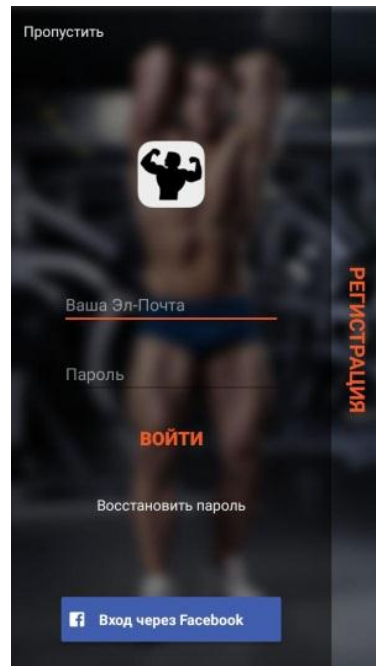 Пропустить
Ваша Эл-Почта
Пароль
ВОЙТИ
Восстановить пароль
Вход через Facebook
РЕГИСТРАЦИЯ